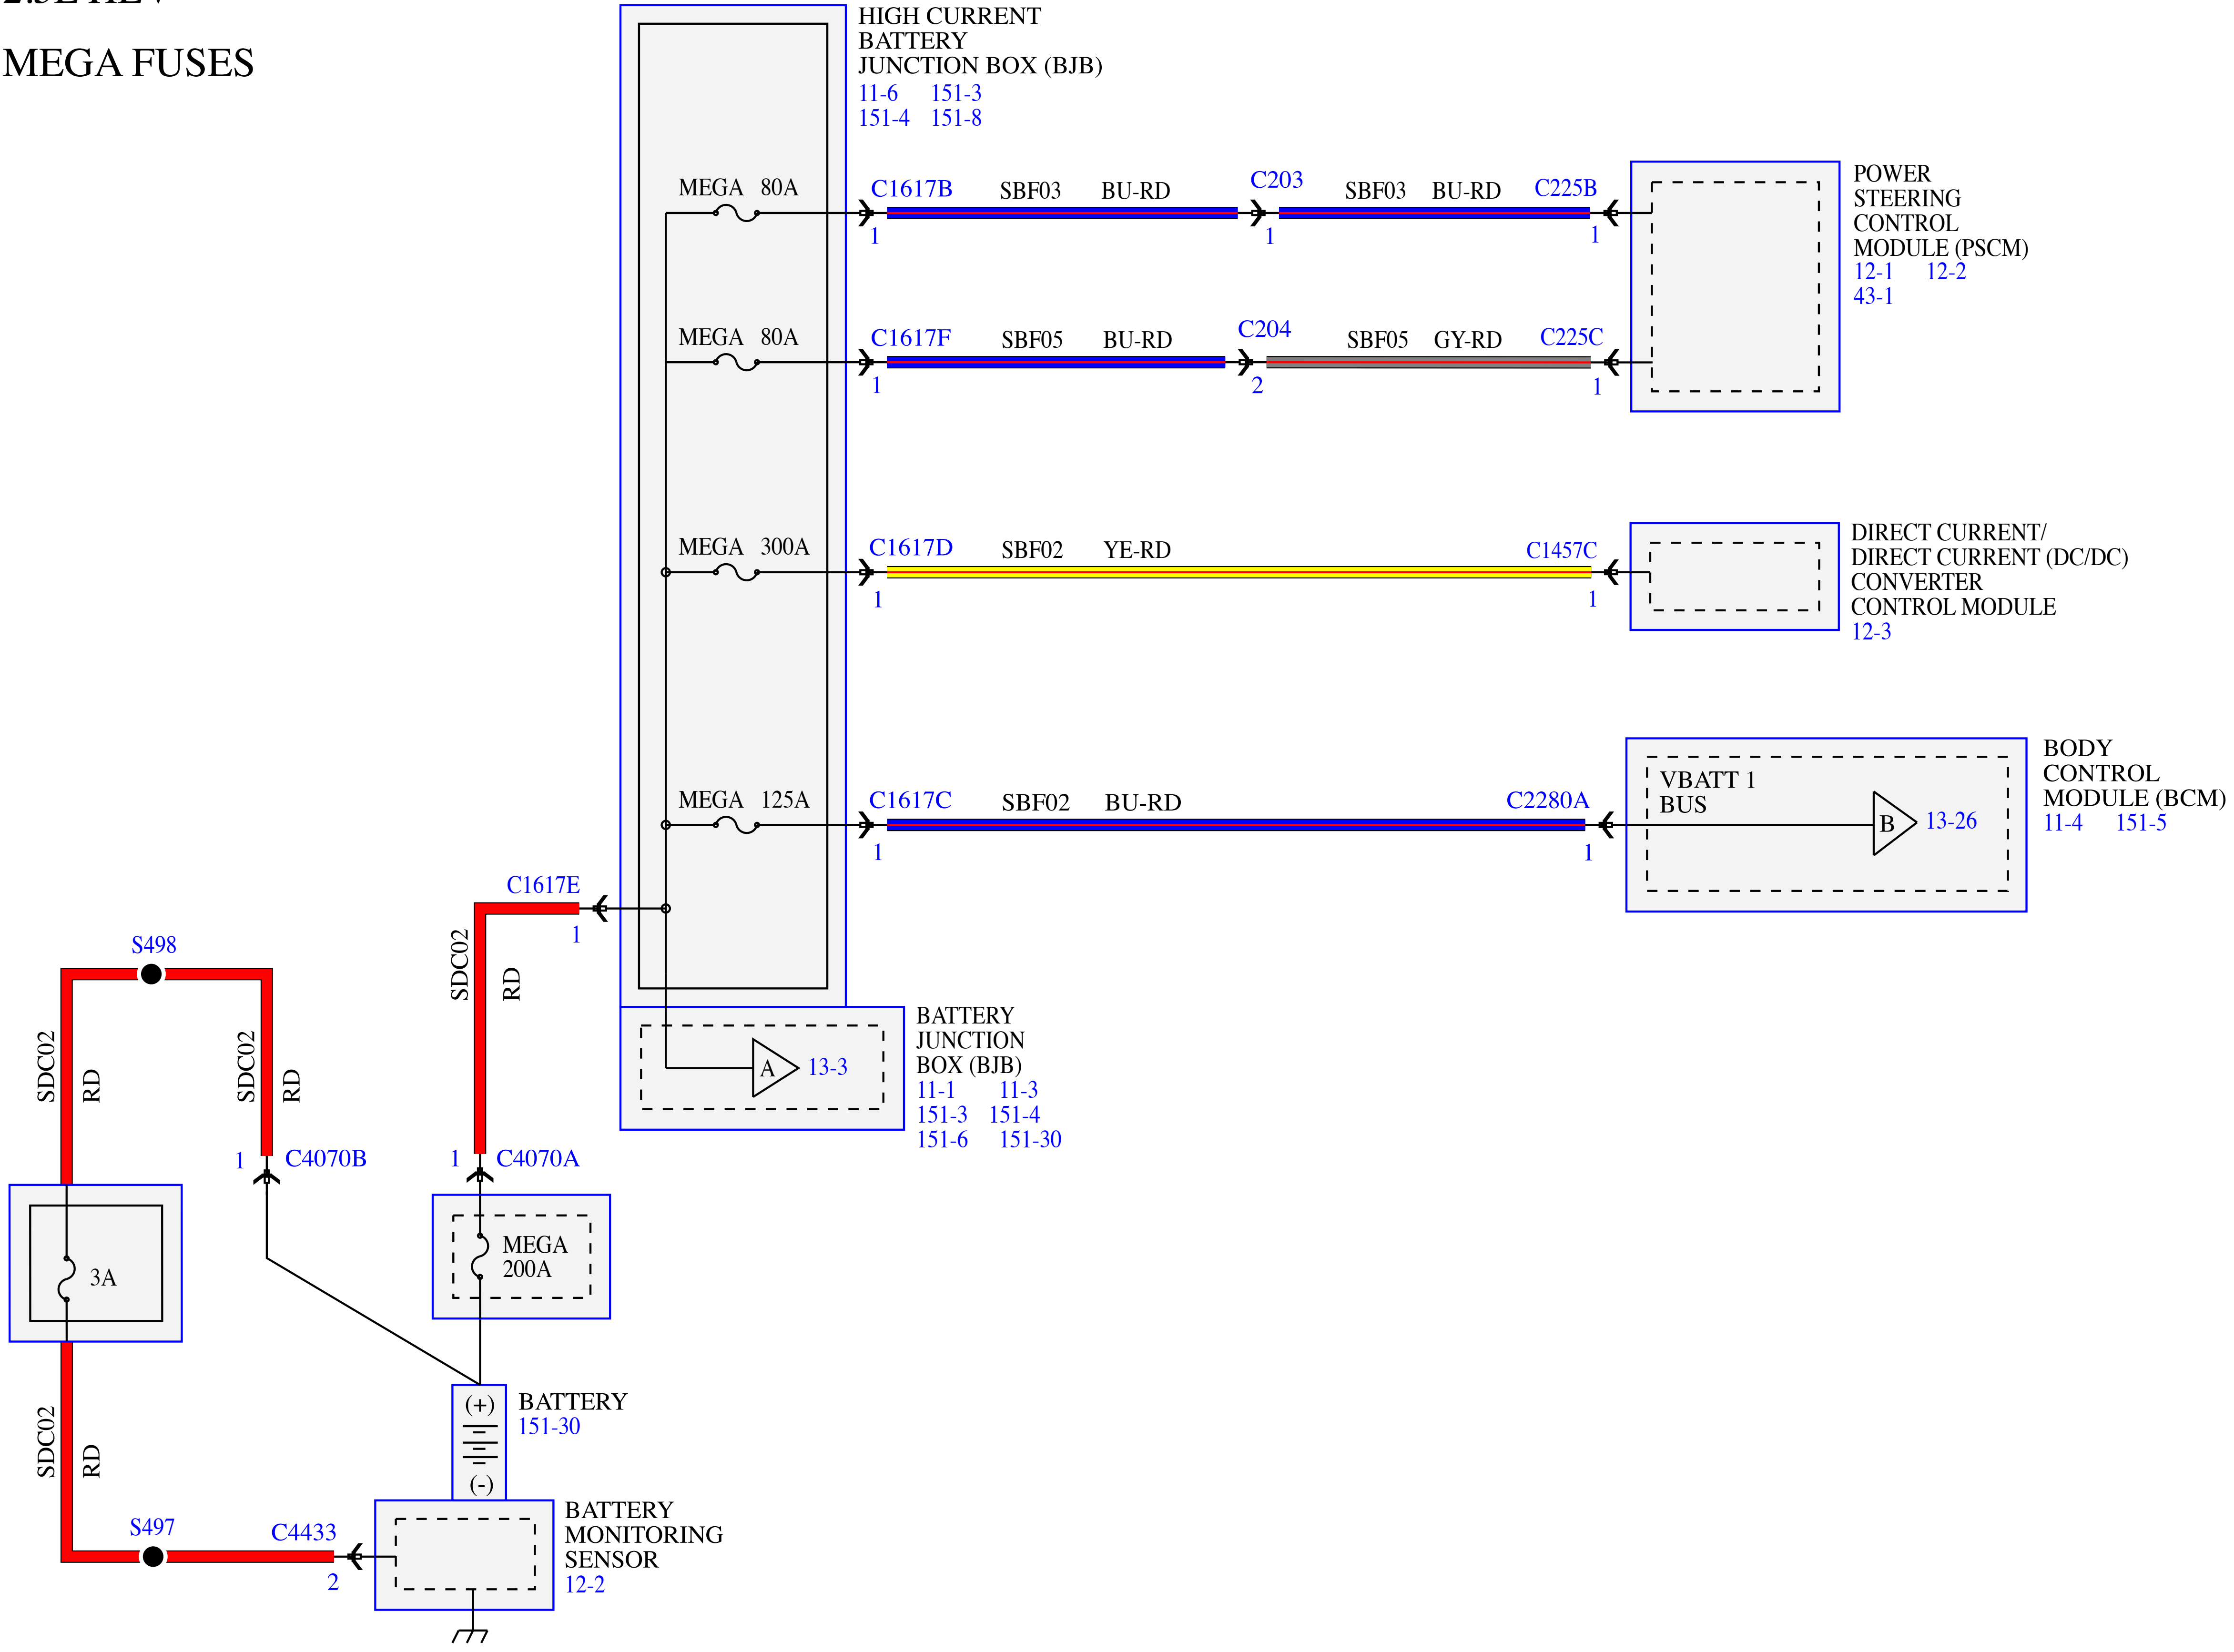 MEGA FUSES
HIGH CURRENT
BATTERY
JUNCTION BOX (BJB)
11-6 151-3
151-4 151-8
MEGA 80A
C1617B SBF03 BU-RD C203 SBF03 BU-RD C225B
1 1 1
POWER
STEERING
CONTROL
MODULE (PSCM)
12-1 12-2
43-1
MEGA 80A
C1617F SBF05 BU-RD C204 SBF05 GY-RD C225C
1 2 1
MEGA 300A
C1617D SBF02 YE-RD C1457C
1 1
DIRECT CURRENT/
DIRECT CURRENT (DC/DC)
CONVERTER
CONTROL MODULE
12-3
MEGA 125A
C1617C SBF02 BU-RD C2280A
1 1
VBATT 1
BUS
B 13-26
BODY
CONTROL
MODULE (BCM)
11-4 151-5
C1617E
1
SDC02
RD
S498
SDC02
RD
SDC02
RD
A 13-3
BATTERY
JUNCTION
BOX (BJB)
11-1 11-3
151-3 151-4
151-6 151-30
1 C4070B
1 C4070A
3A
MEGA
200A
(+)
(-)
BATTERY
151-30
SDC02
RD
S497
C4433
2
BATTERY
MONITORING
SENSOR
12-2